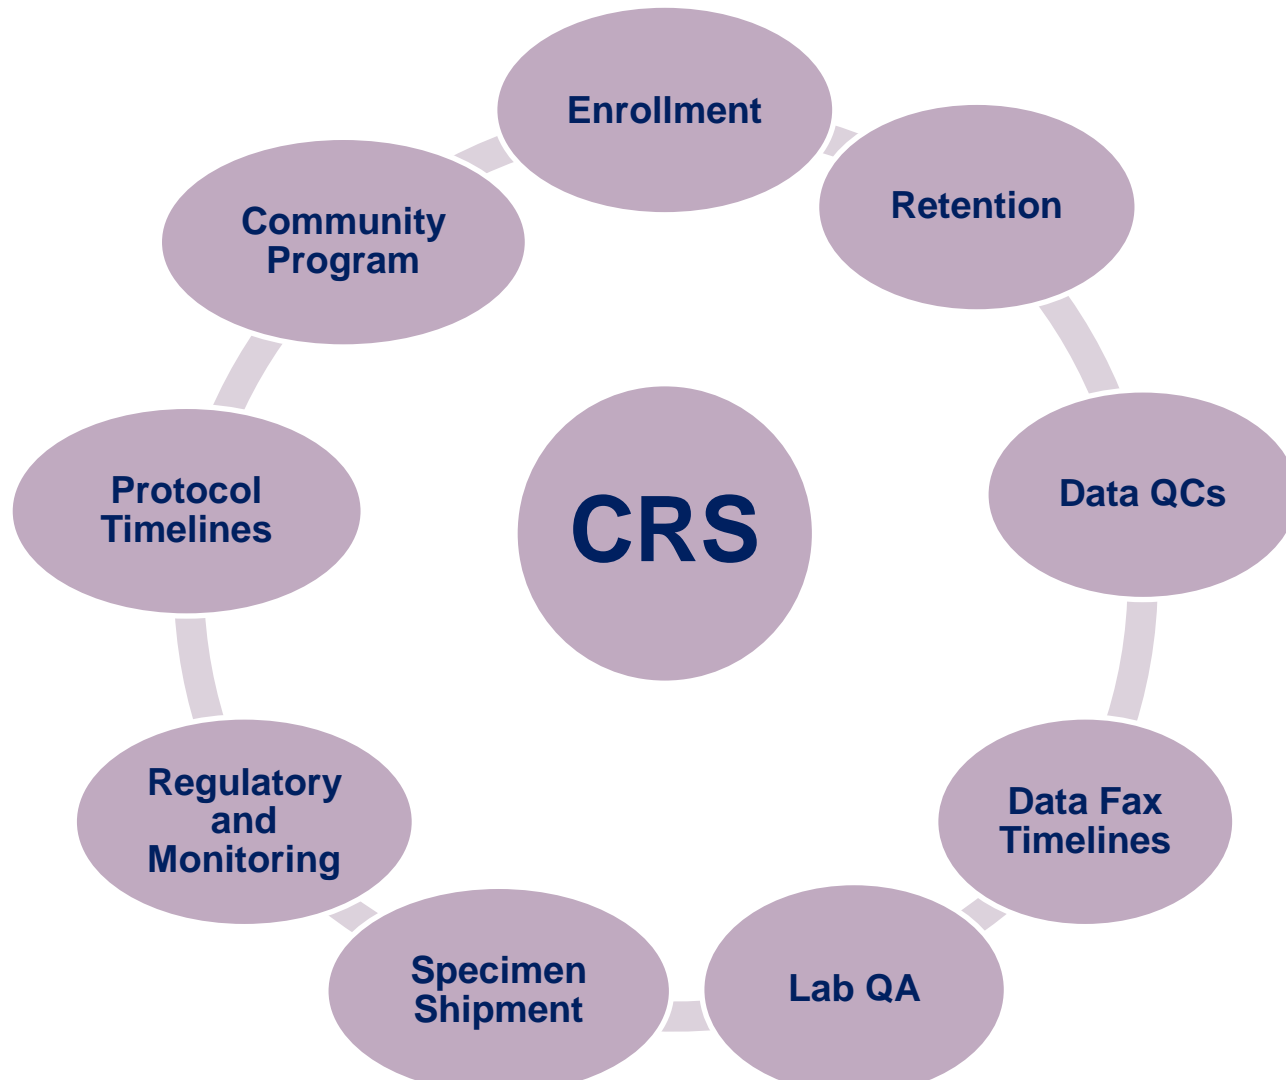 Enrollment
Retention
Community
Program
Data QCs
Protocol
Timelines
CRS
Data Fax
Timelines
Regulatory
and
Monitoring
Specimen
Shipment
Lab QA